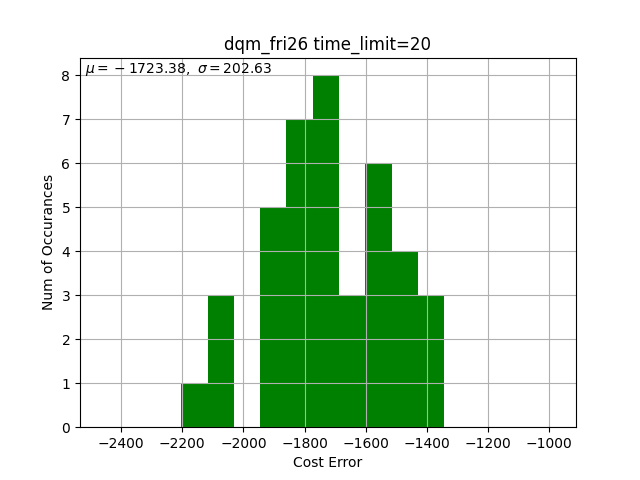 dqm_fri26 time_limit=20
μ = −1723.38, σ = 202.63
8
7
6
5
4
3
2
1
0
Num of Occurances
−2400 −2200 −2000 −1800 −1600 −1400 −1200 −1000
Cost Error